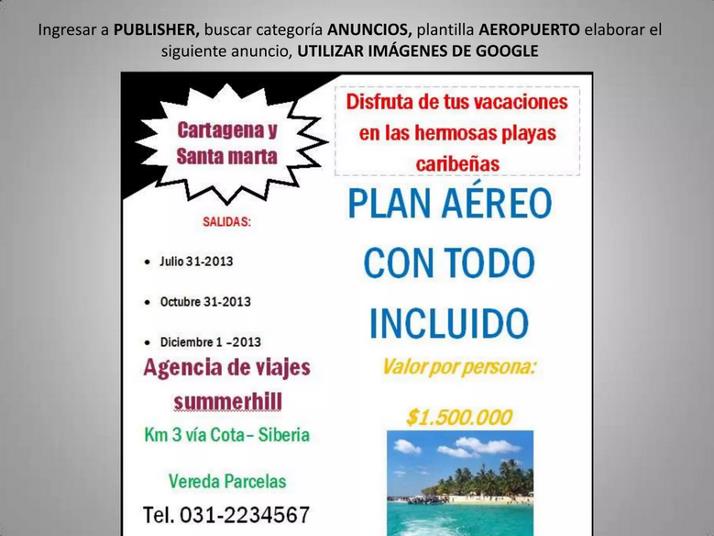 Ingresar a PUBLISHER, buscar categoría ANUNCIOS, plantilla AEROPUERTO elaborar el
siguiente anuncio, UTILIZAR IMÁGENES DE GOOGLE
Cartagena y
Santa marta
SALIDAS:
• Julio 31-2013
• Octubre 31-2013
• Diciembre 1 –2013
Agencia de viajes
summerhill
Km 3 vía Cota– Siberia
Vereda Parcelas
Tel. 031-2234567
Disfruta de tus vacaciones
en las hermosas playas
caribeñas
PLAN AÉREO
CON TODO
INCLUIDO
Valor por persona:
$1.500.000